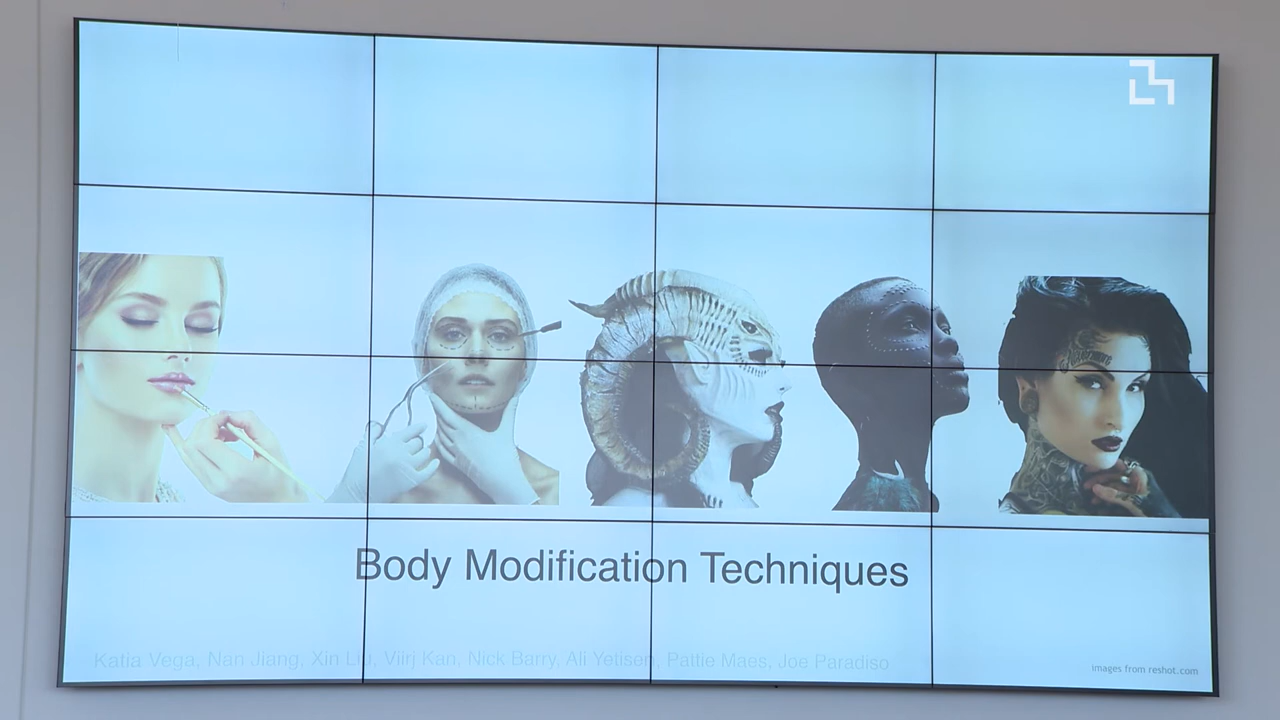 Nevermore
Body Modification Techniques
Katia Vega, Nan Jiang, Xin Liu, Viirj Kan, Nick Barry, Ali Yetisen, Pattie Maes, Joe Paradiso
images from reshot.com